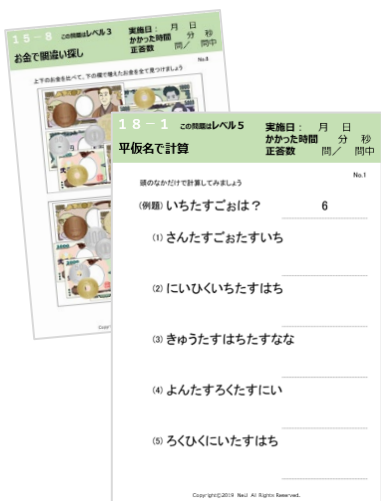 15-8 この問題はレベル3
実施日： 月 日
かかった時間 分 秒
お金で間違い探し
正答数 問／ 問中
No.8
上下のお金を比べて、下の欄で増えたお金を全て見つけましょう
18-1 この問題はレベル5
実施日： 月 日
かかった時間 分 秒
平仮名で計算
正答数 問／ 問中
No.1
頭のなかだけで計算してみましょう
(例題) いちたすごぉは？ 6
(1) さんたすごぉたすいち
(2) にいひくいちたすはち
(3) きゅうたすはちたすなな
(4) よんたすろくたすにい
(5) ろくひくにいたすはち
Copyright©2019 Re:J All Rights Reserved.